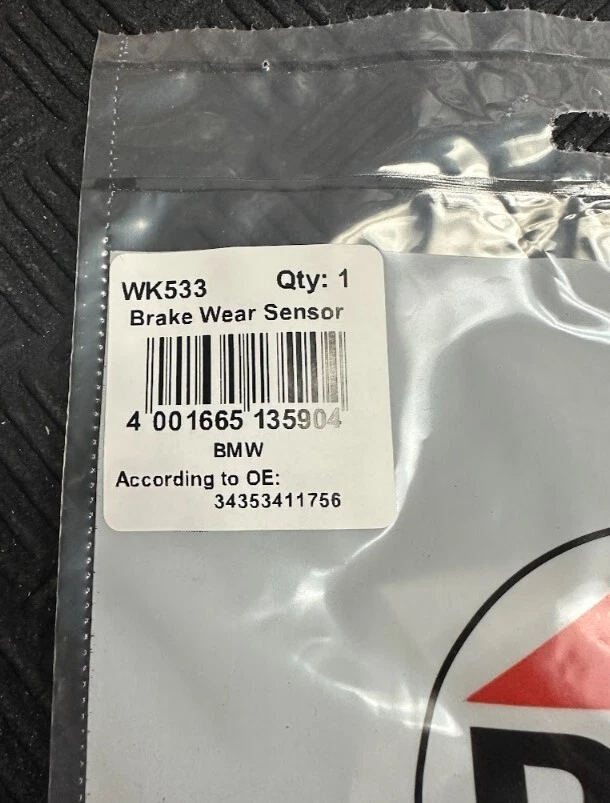 WK533 Qty: 1
Brake Wear Sensor
4 001665 135904
BMW
According to OE:
34353411756